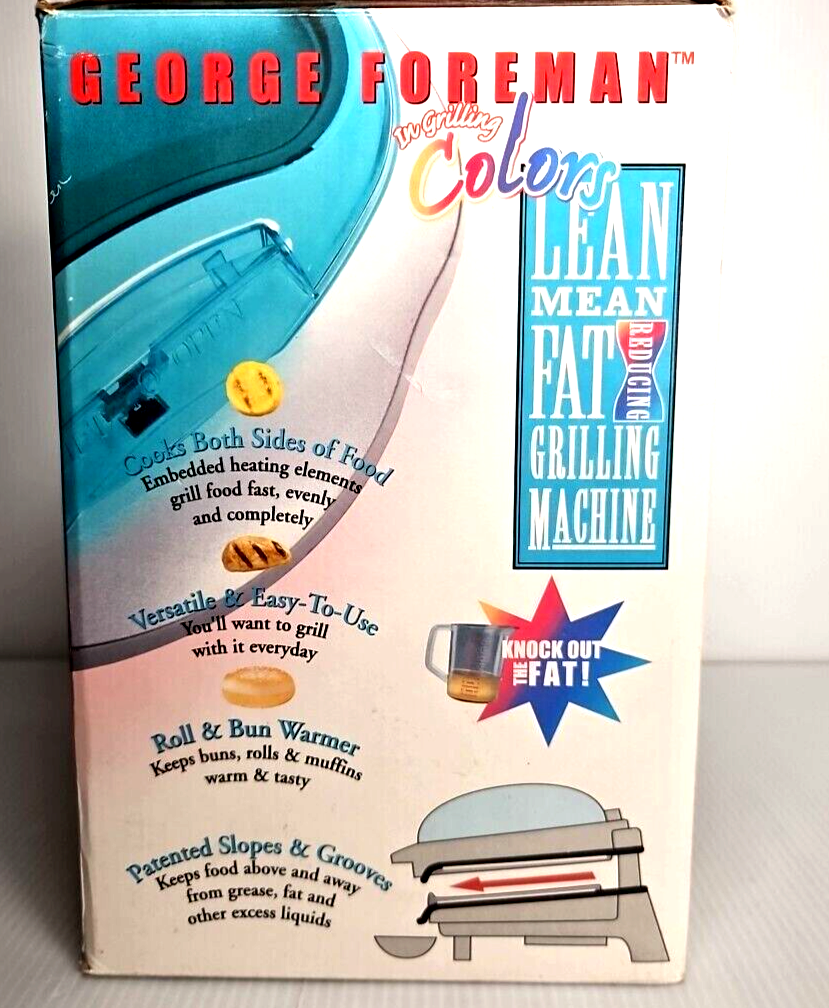 GEORGE FOREMAN™
In Grilling
Colors
LEAN
MEAN
FAT
REDUCING
GRILLING
MACHINE
OPEN
Cooks Both Sides of Food
Embedded heating elements
grill food fast, evenly
and completely
Versatile & Easy-To-Use
You'll want to grill
with it everyday
KNOCK OUT
THE FAT!
Roll & Bun Warmer
Keeps buns, rolls & muffins
warm & tasty
Patented Slopes & Grooves
Keeps food above and away
from grease, fat and
other excess liquids